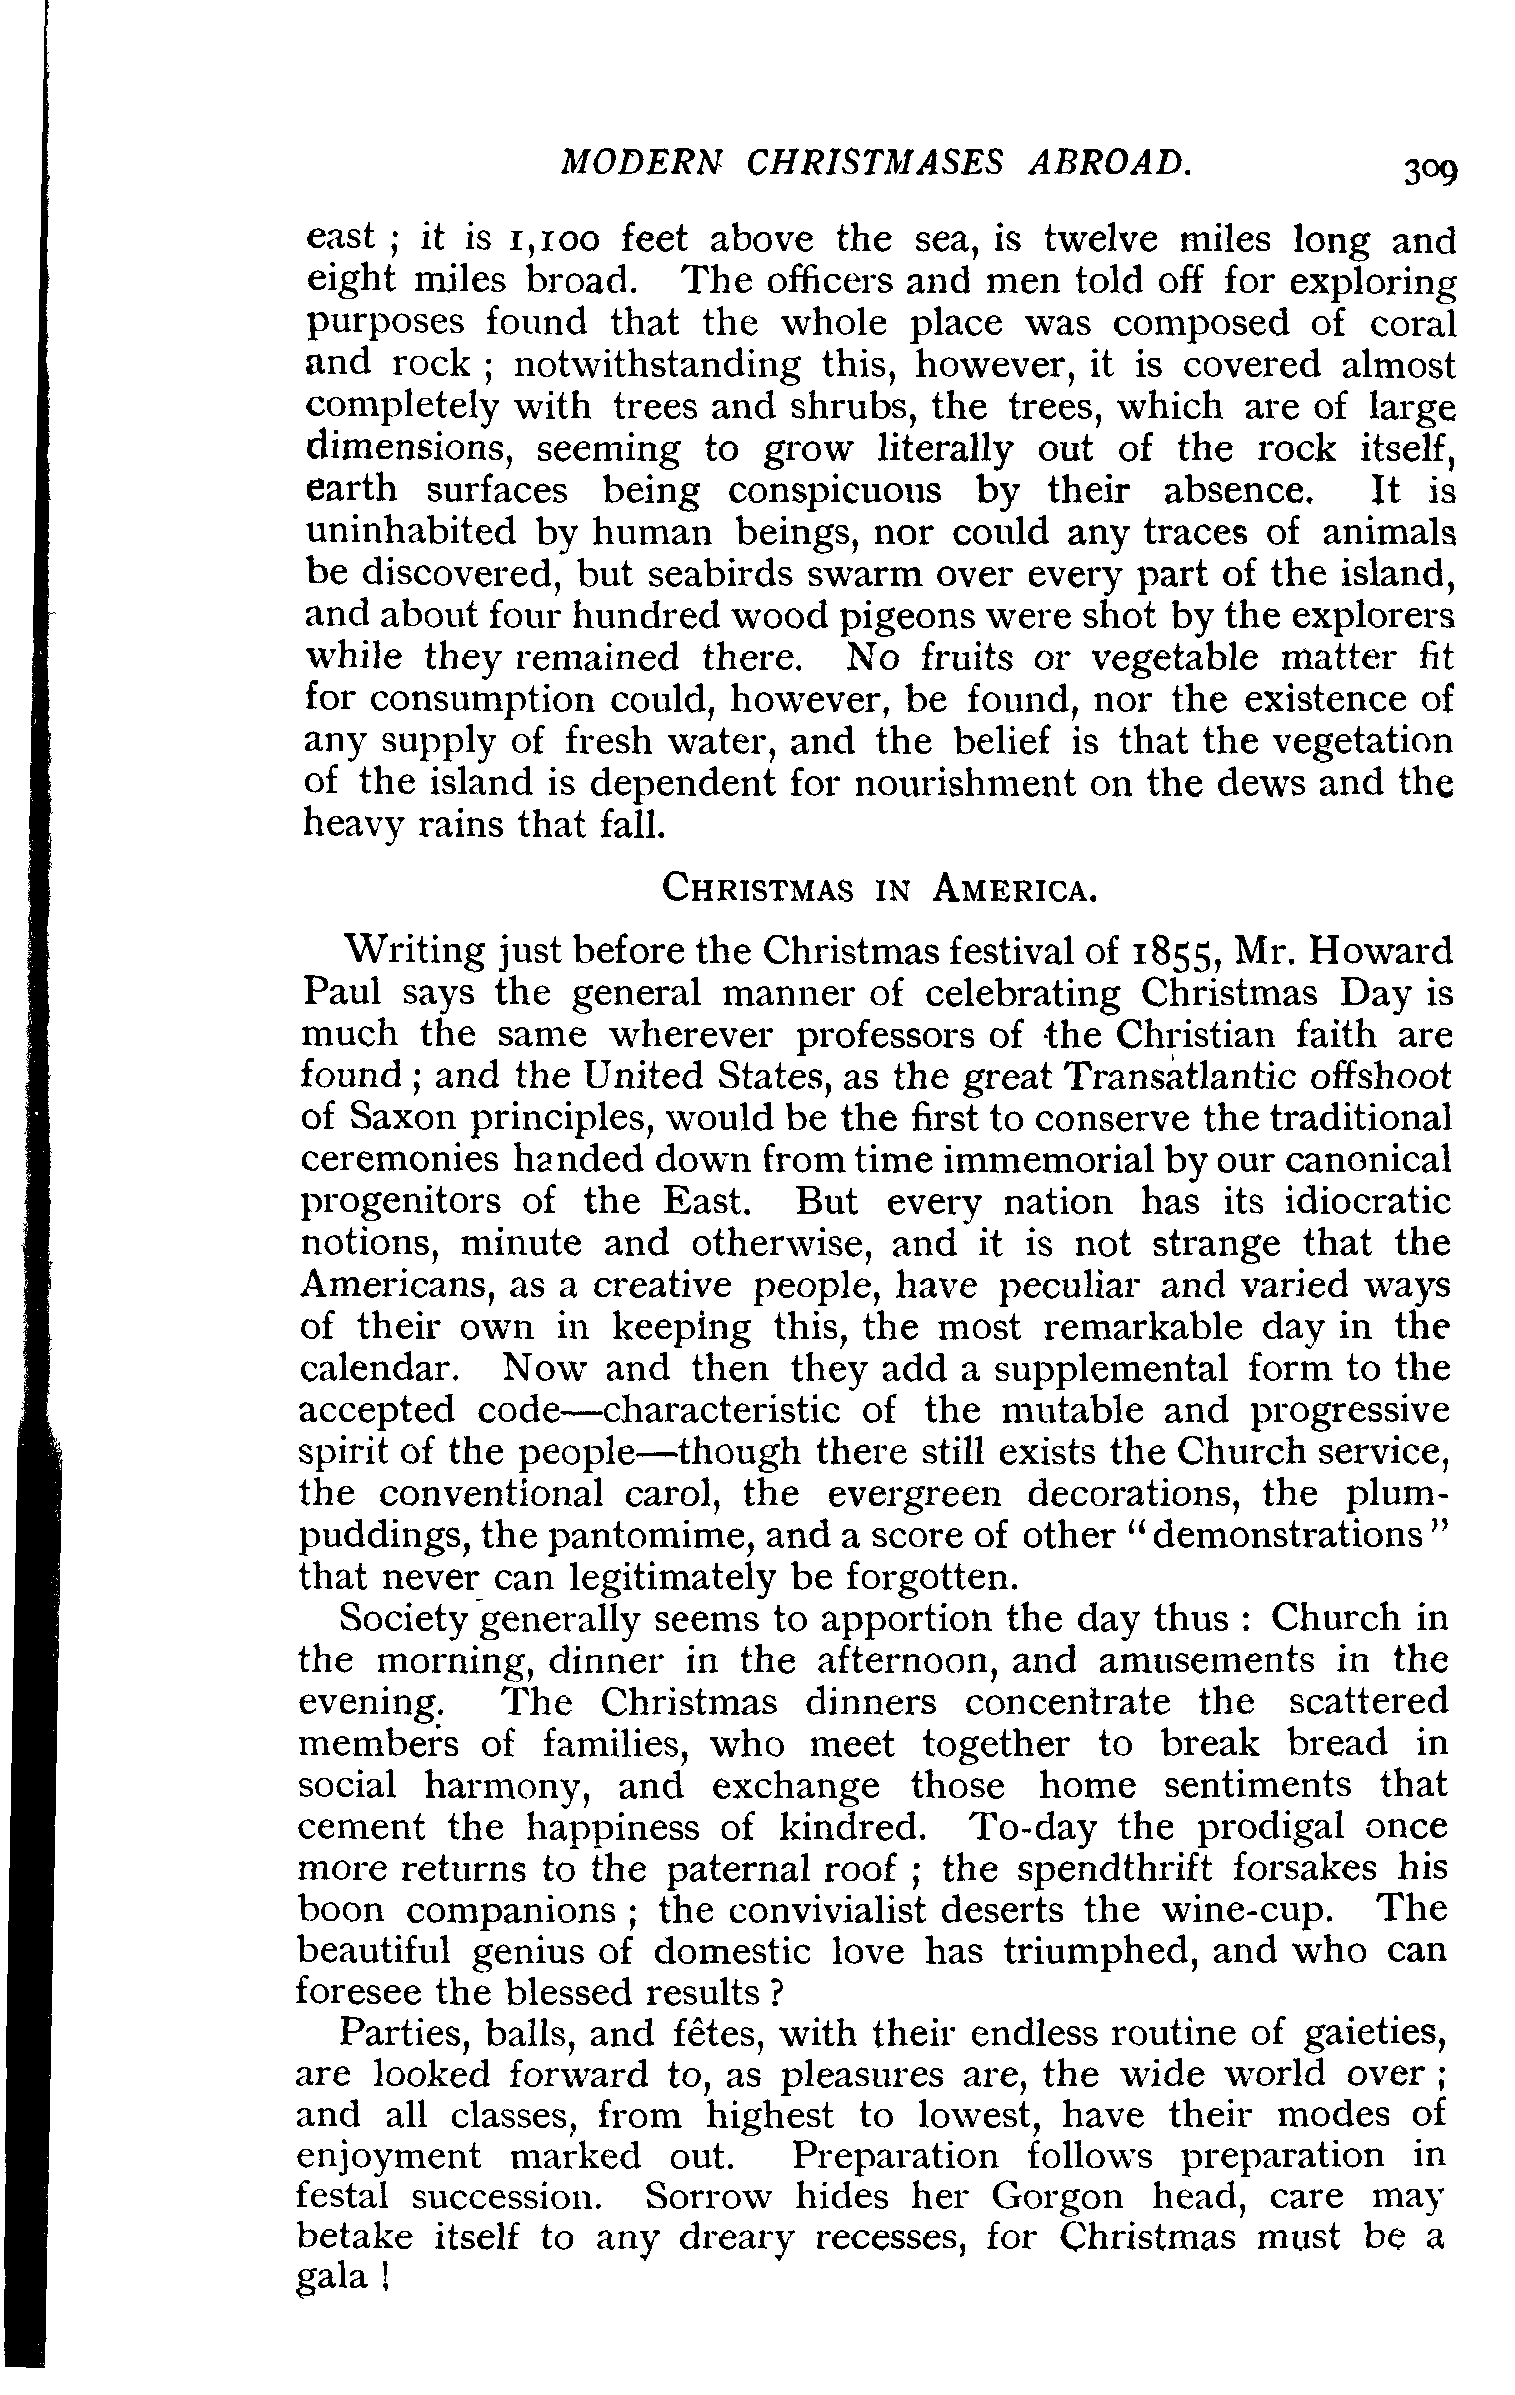 MODERN CHRISTMASES ABROAD. 309
east ; it is 1,100 feet above the sea, is twelve miles long and
eight miles broad. The officers and men told off for exploring
purposes found that the whole place was composed of coral
and rock ; notwithstanding this, however, it is covered almost
completely with trees and shrubs, the trees, which are of large
dimensions, seeming to grow literally out of the rock itself,
earth surfaces being conspicuous by their absence. It is
uninhabited by human beings, nor could any traces of animals
be discovered, but seabirds swarm over every part of the island,
and about four hundred wood pigeons were shot by the explorers
while they remained there. No fruits or vegetable matter fit
for consumption could, however, be found, nor the existence of
any supply of fresh water, and the belief is that the vegetation
of the island is dependent for nourishment on the dews and the
heavy rains that fall.
CHRISTMAS IN AMERICA.
Writing just before the Christmas festival of 1855, Mr. Howard
Paul says the general manner of celebrating Christmas Day is
much the same wherever professors of the Christian faith are
found ; and the United States, as the great Transatlantic offshoot
of Saxon principles, would be the first to conserve the traditional
ceremonies handed down from time immemorial by our canonical
progenitors of the East. But every nation has its idiocratic
notions, minute and otherwise, and it is not strange that the
Americans, as a creative people, have peculiar and varied ways
of their own in keeping this, the most remarkable day in the
calendar. Now and then they add a supplemental form to the
accepted code—characteristic of the mutable and progressive
spirit of the people—though there still exists the Church service,
the conventional carol, the evergreen decorations, the plum-
puddings, the pantomime, and a score of other “demonstrations”
that never can legitimately be forgotten.
Society generally seems to apportion the day thus : Church in
the morning, dinner in the afternoon, and amusements in the
evening. The Christmas dinners concentrate the scattered
members of families, who meet together to break bread in
social harmony, and exchange those home sentiments that
cement the happiness of kindred. To-day the prodigal once
more returns to the paternal roof ; the spendthrift forsakes his
boon companions ; the convivialist deserts the wine-cup. The
beautiful genius of domestic love has triumphed, and who can
foresee the blessed results ?
Parties, balls, and fêtes, with their endless routine of gaieties,
are looked forward to, as pleasures are, the wide world over ;
and all classes, from highest to lowest, have their modes of
enjoyment marked out. Preparation follows preparation in
festal succession. Sorrow hides her Gorgon head, care may
betake itself to any dreary recesses, for Christmas must be a
gala !